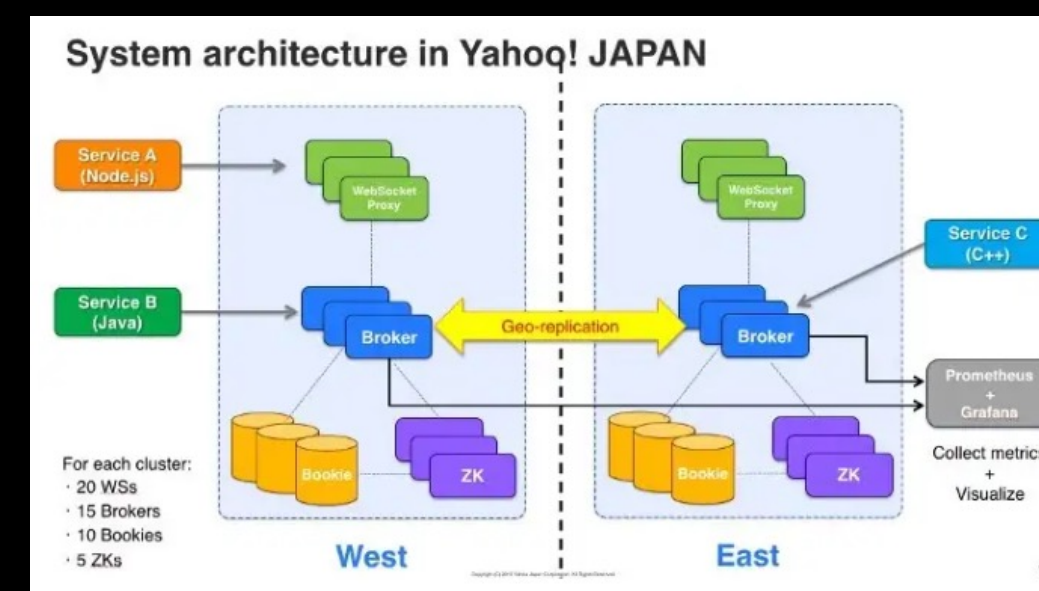 System architecture in Yahoo! JAPAN
Service A
(Node.js)
WebSocket
Proxy
WebSocket
Proxy
Service C
(C++)
Service B
(Java)
Broker
Geo-replication
Broker
Prometheus
+
Grafana
Bookie
ZK
Bookie
ZK
Collect metrics
+
Visualize
For each cluster:
· 20 WSs
· 15 Brokers
· 10 Bookies
· 5 ZKs
West
East